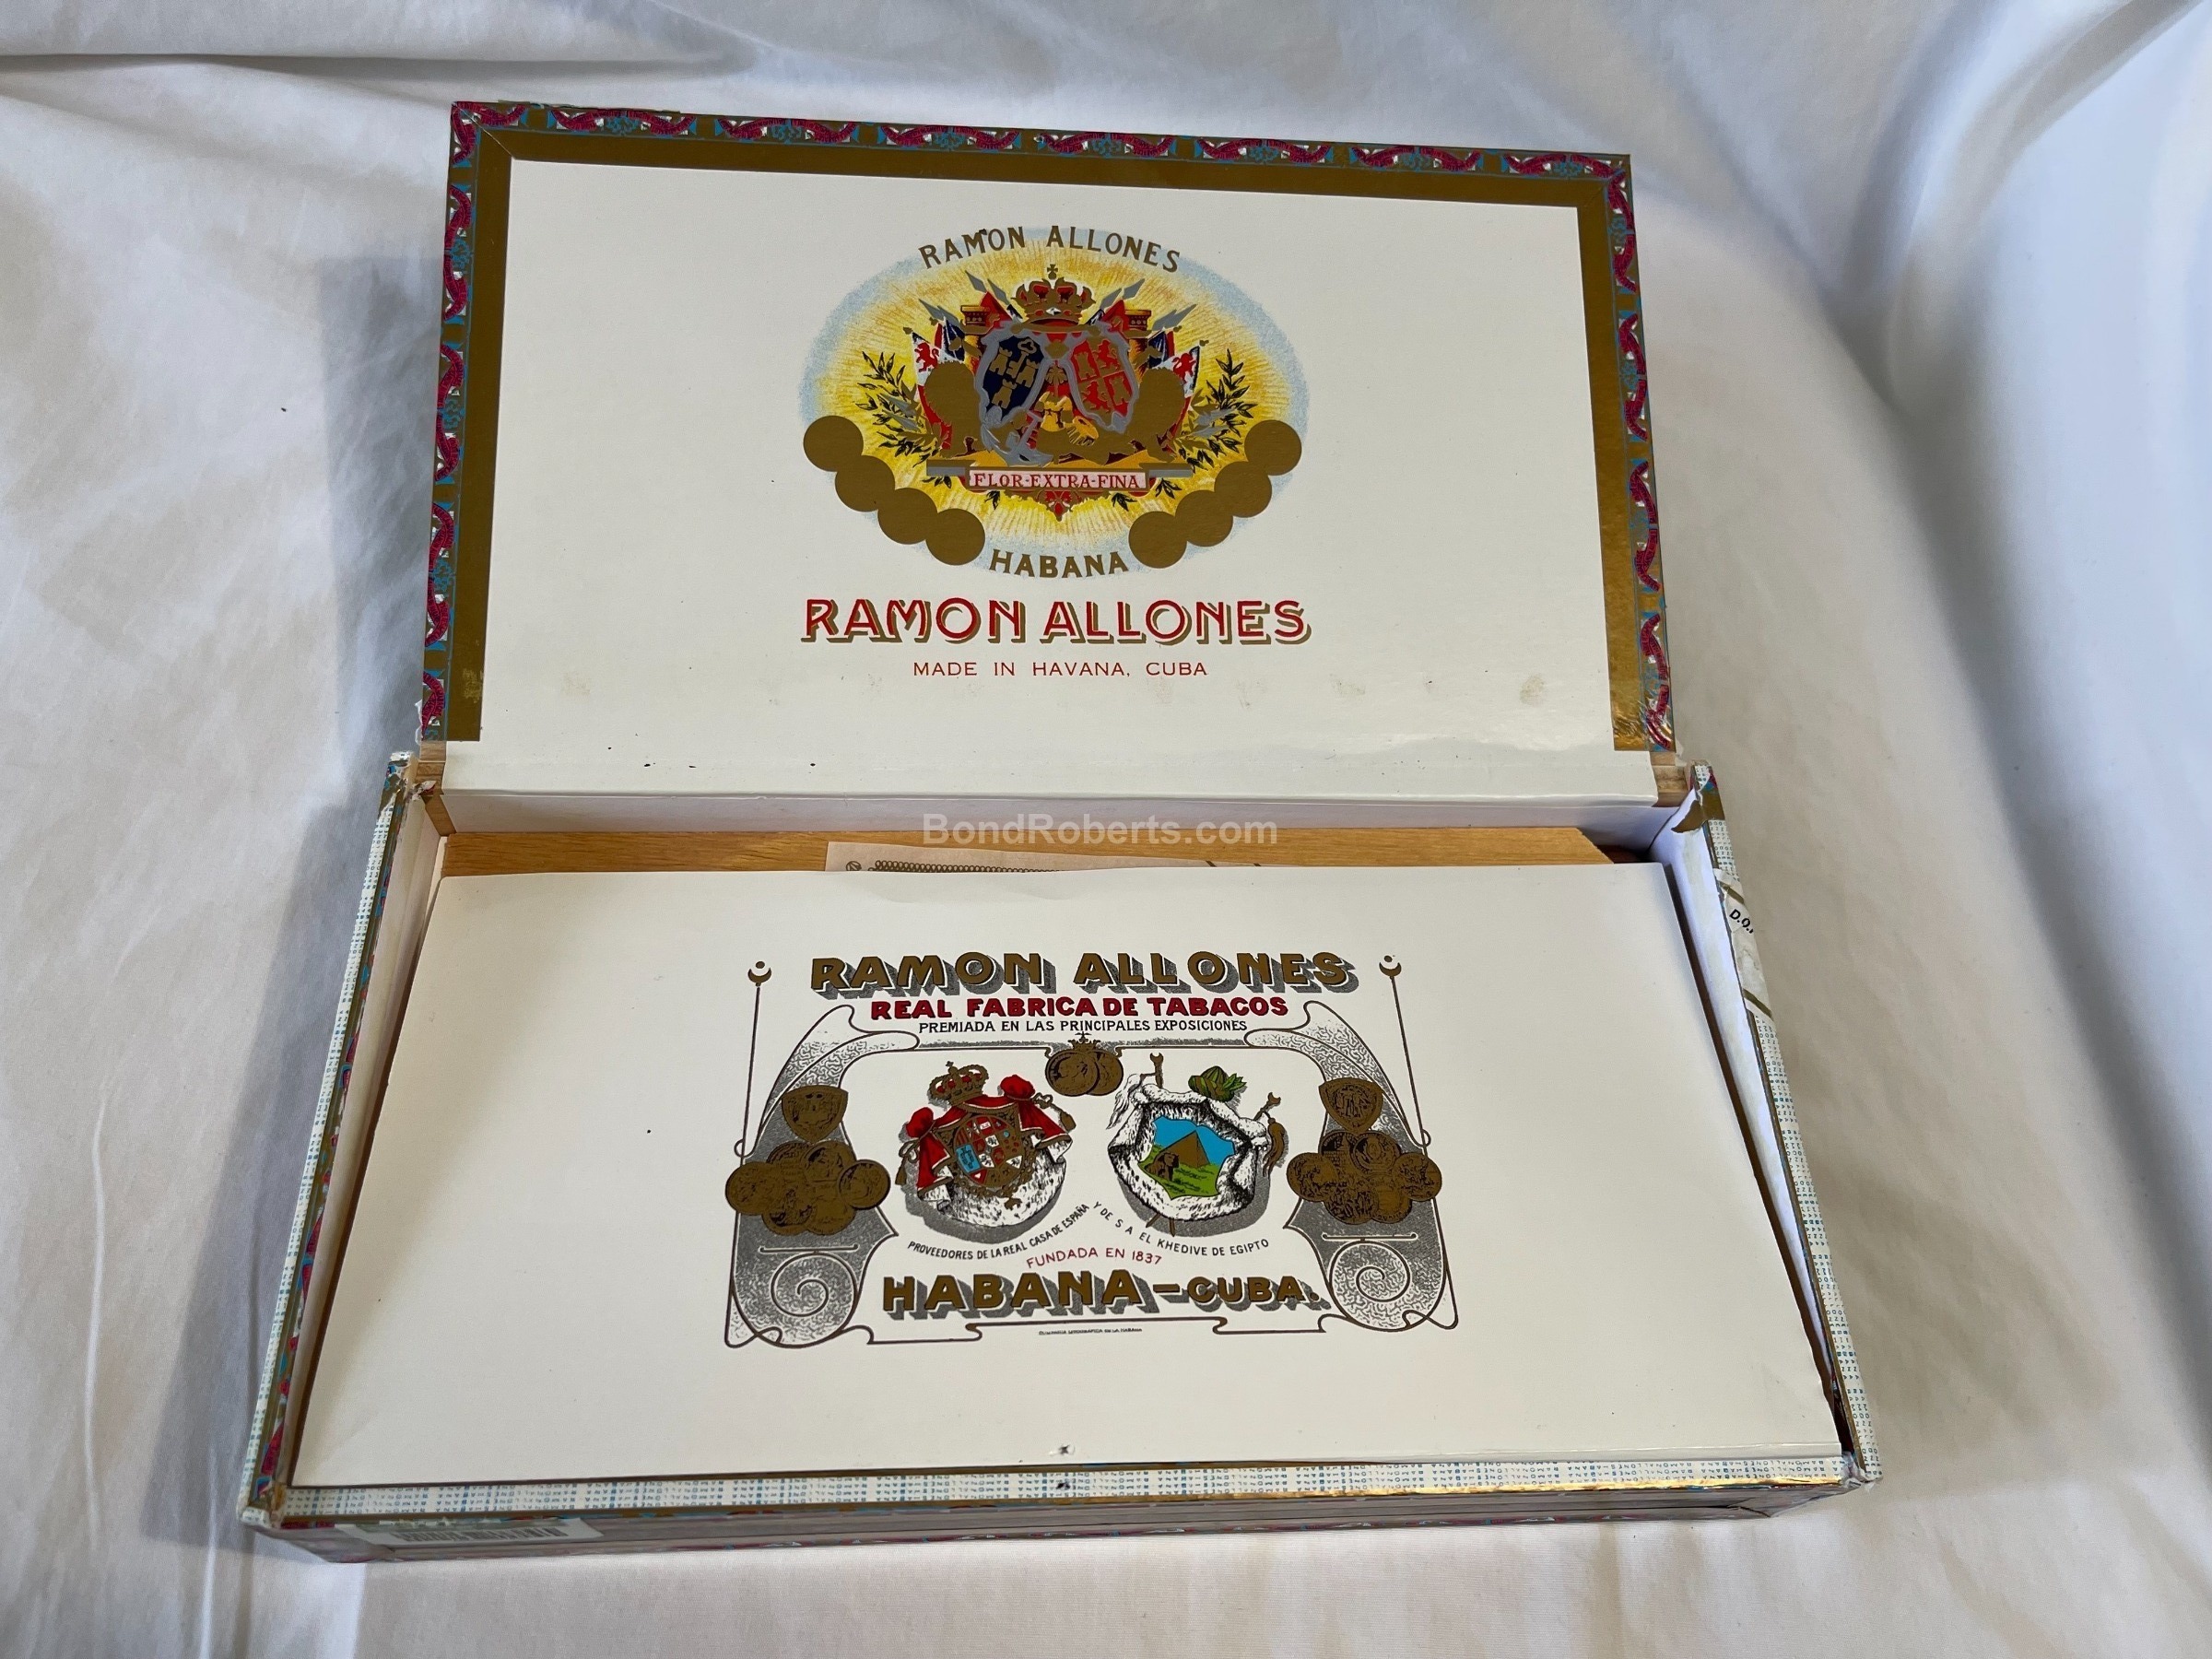 RAMON ALLONES
FLOR-EXTRA-FINA
HABANA
RAMON ALLONES
MADE IN HAVANA, CUBA
BondRoberts.com
D.O.
RAMON ALLONES
REAL FABRICA DE TABACOS
PREMIADA EN LAS PRINCIPALES EXPOSICIONES
PROVEEDORES DE LA REAL CASA DE ESPAÑA Y DE S A EL KHEDIVE DE EGIPTO
FUNDADA EN 1837
HABANA-CUBA.